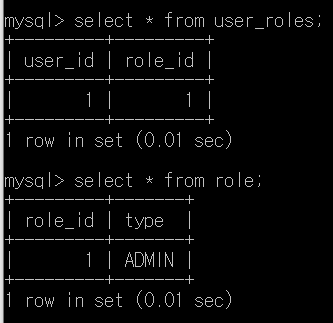 mysql> select * from user_roles;
+---------+---------+
| user_id | role_id |
+---------+---------+
|       1 |       1 |
+---------+---------+
1 row in set (0.01 sec)
mysql> select * from role;
+---------+-------+
| role_id | type  |
+---------+-------+
|       1 | ADMIN |
+---------+-------+
1 row in set (0.01 sec)